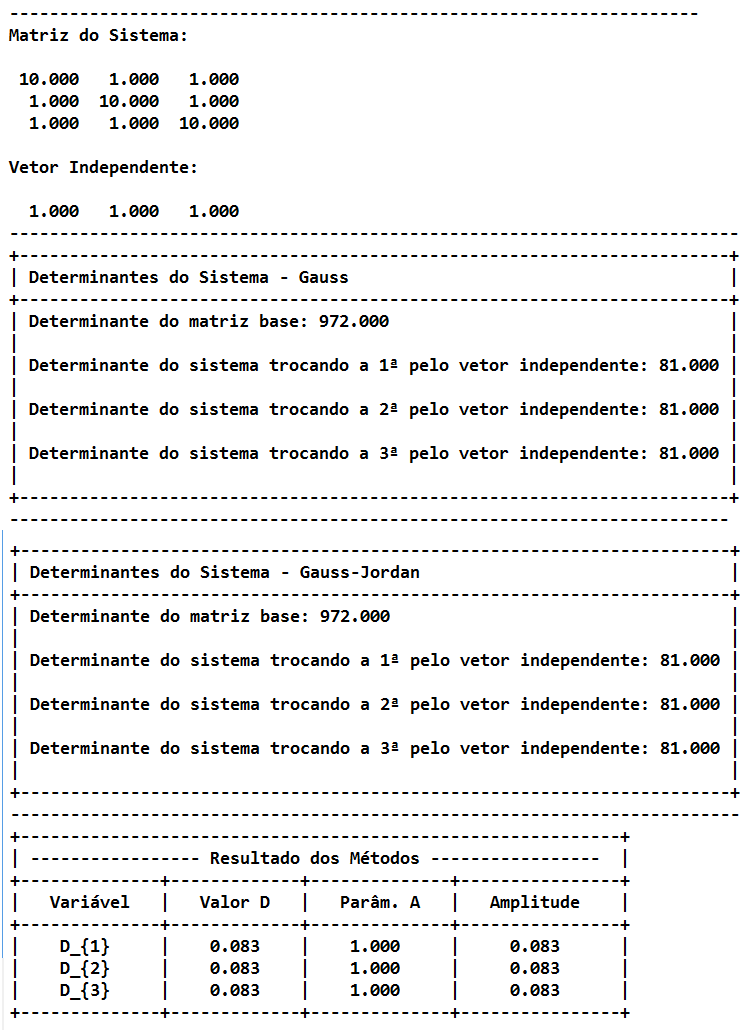 ---------------------------------------------------------------------
Matriz do Sistema:
 10.000   1.000   1.000
  1.000  10.000   1.000
  1.000   1.000  10.000
Vetor Independente:
  1.000   1.000   1.000
-------------------------------------------------------------------------
+-----------------------------------------------------------------------+
| Determinantes do Sistema - Gauss                                      |
+-----------------------------------------------------------------------+
| Determinante do matriz base: 972.000                                  |
|                                                                       |
| Determinante do sistema trocando a 1ª pelo vetor independente: 81.000 |
|                                                                       |
| Determinante do sistema trocando a 2ª pelo vetor independente: 81.000 |
|                                                                       |
| Determinante do sistema trocando a 3ª pelo vetor independente: 81.000 |
|                                                                       |
+-----------------------------------------------------------------------+
------------------------------------------------------------------------
+-----------------------------------------------------------------------+
| Determinantes do Sistema - Gauss-Jordan                               |
+-----------------------------------------------------------------------+
| Determinante do matriz base: 972.000                                  |
|                                                                       |
| Determinante do sistema trocando a 1ª pelo vetor independente: 81.000 |
|                                                                       |
| Determinante do sistema trocando a 2ª pelo vetor independente: 81.000 |
|                                                                       |
| Determinante do sistema trocando a 3ª pelo vetor independente: 81.000 |
|                                                                       |
+-----------------------------------------------------------------------+
-------------------------------------------------------------------------
+------------------------------------------------------------+
| ----------------- Resultado dos Métodos -----------------  |
+--------------+-------------+--------------+----------------+
|   Variável   |   Valor D   |   Parâm. A   |   Amplitude    |
+--------------+-------------+--------------+----------------+
|    D_{1}     |    0.083    |    1.000     |     0.083      |
|    D_{2}     |    0.083    |    1.000     |     0.083      |
|    D_{3}     |    0.083    |    1.000     |     0.083      |
+--------------+-------------+--------------+----------------+